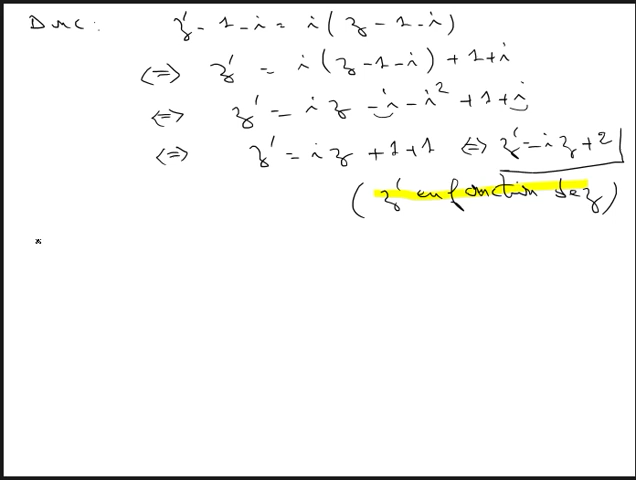 Donc : z' - 1 - i = i(z - 1 - i)
<=> z' = i(z - 1 - i) + 1 + i
<=> z' = iz - i - i² + 1 + i
<=> z' = iz + 1 + 1 <=> z' = iz + 2
(z' en fonction de z)
*